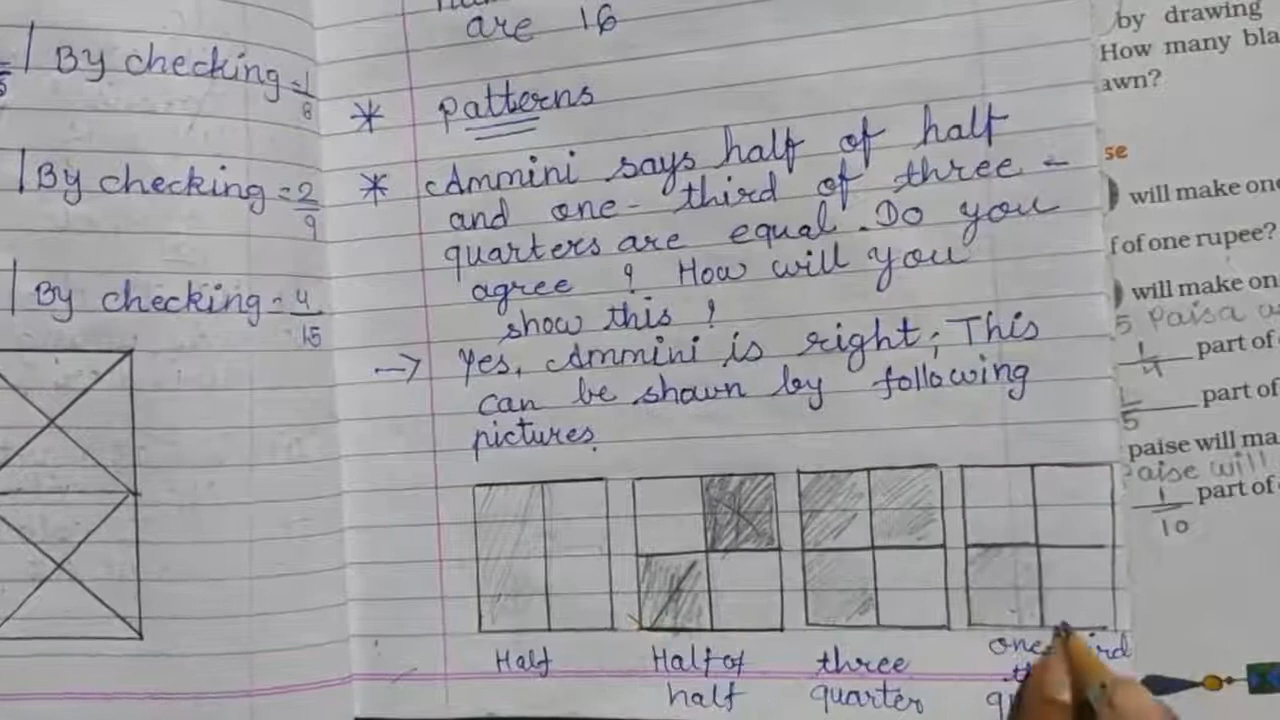 are 16
By checking = 1/8
By checking = 2/9
By checking = 4/15
* patterns
* Ammini says half of half
and one- third of three -
quarters are equal. Do you
agree ? How will you
show this ?
→ Yes, Ammini is right, This
can be shown by following
pictures.
Half
Half of
half
three
quarter
one
by drawing
How many
awn?
se
will make one
of one rupee?
will make on
5 Paisa
1/4 part of
1/5 part of
paise will ma
aise will
1/10 part of